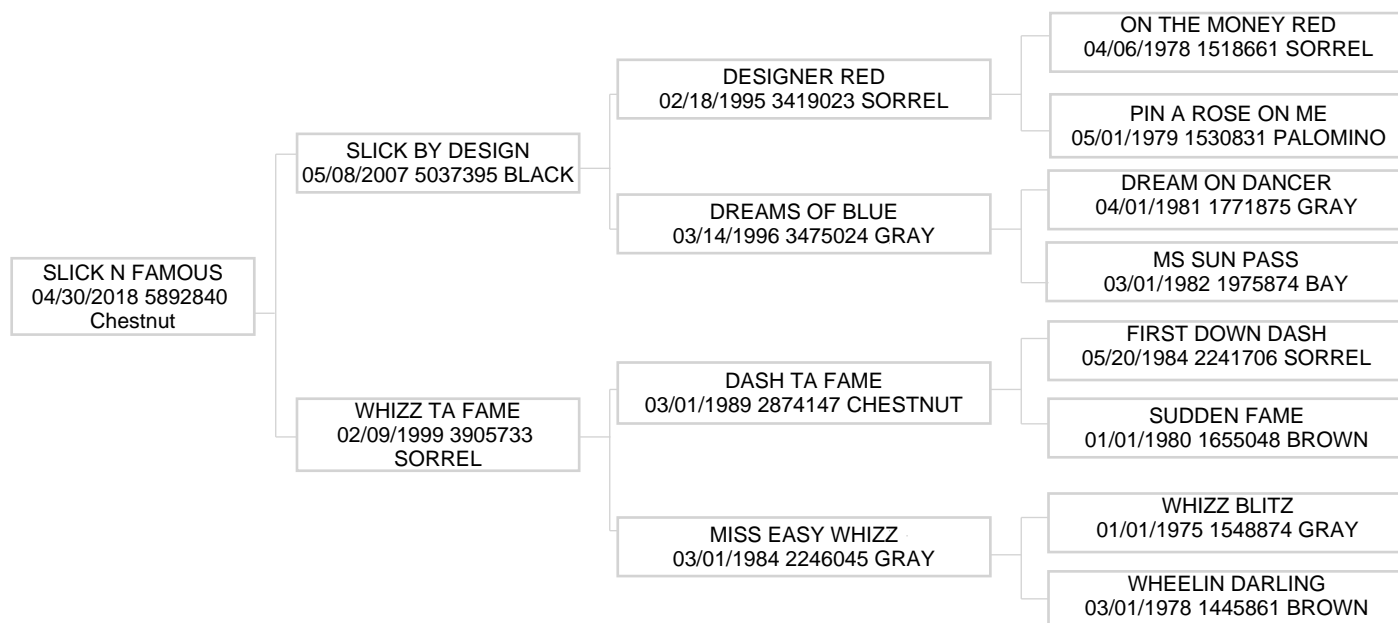 SLICK N FAMOUS
04/30/2018 5892840
Chestnut
SLICK BY DESIGN
05/08/2007 5037395 BLACK
WHIZZ TA FAME
02/09/1999 3905733
SORREL
DESIGNER RED
02/18/1995 3419023 SORREL
DREAMS OF BLUE
03/14/1996 3475024 GRAY
DASH TA FAME
03/01/1989 2874147 CHESTNUT
MISS EASY WHIZZ
03/01/1984 2246045 GRAY
ON THE MONEY RED
04/06/1978 1518661 SORREL
PIN A ROSE ON ME
05/01/1979 1530831 PALOMINO
DREAM ON DANCER
04/01/1981 1771875 GRAY
MS SUN PASS
03/01/1982 1975874 BAY
FIRST DOWN DASH
05/20/1984 2241706 SORREL
SUDDEN FAME
01/01/1980 1655048 BROWN
WHIZZ BLITZ
01/01/1975 1548874 GRAY
WHEELIN DARLING
03/01/1978 1445861 BROWN